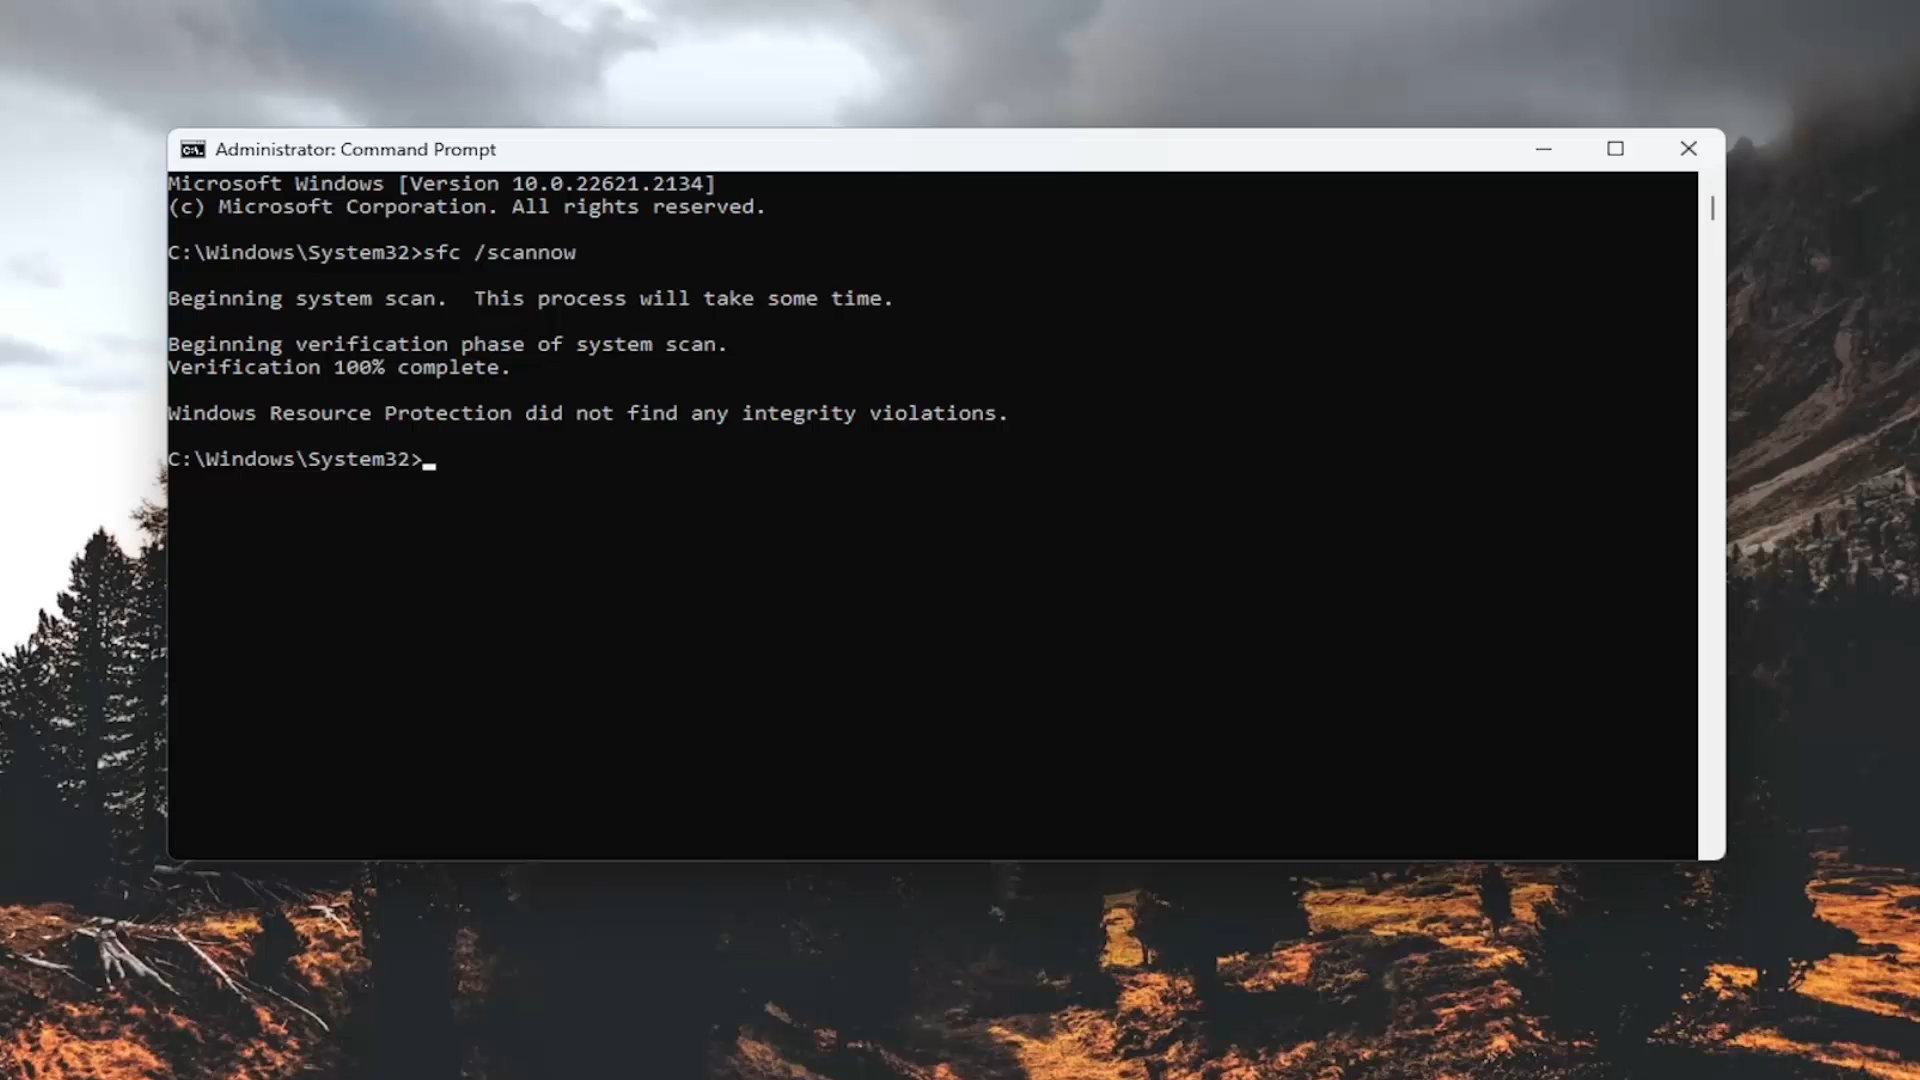 Administrator: Command Prompt
Microsoft Windows [Version 10.0.22621.2134]
(c) Microsoft Corporation. All rights reserved.
C:\Windows\System32>sfc /scannow
Beginning system scan.  This process will take some time.
Beginning verification phase of system scan.
Verification 100% complete.
Windows Resource Protection did not find any integrity violations.
C:\Windows\System32>